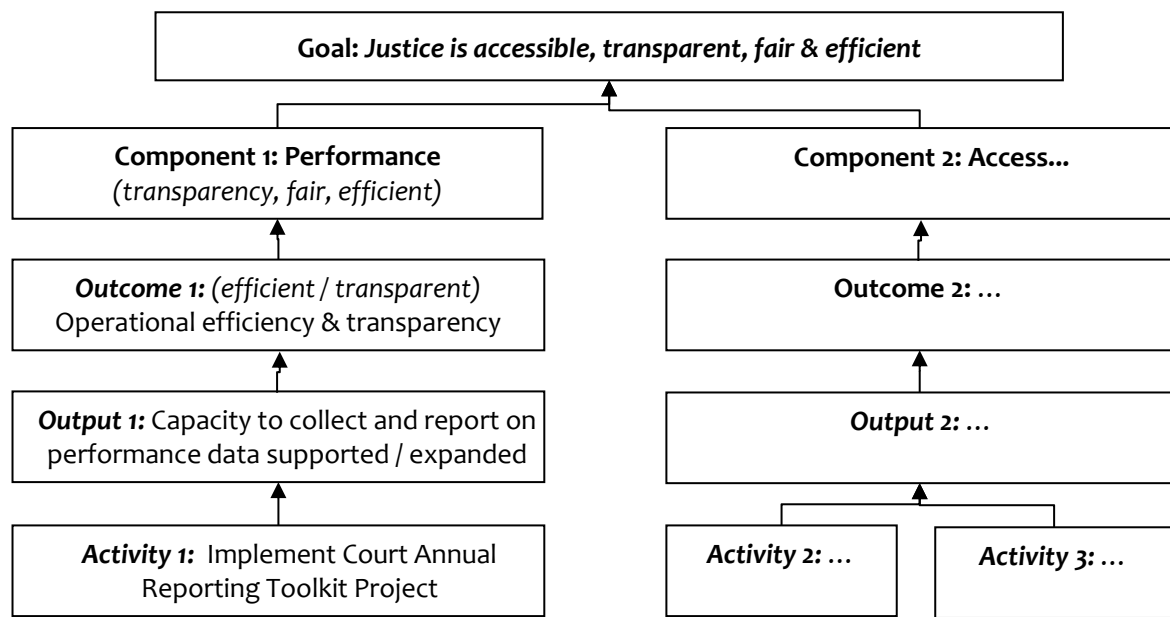 Goal: Justice is accessible, transparent, fair & efficient
Component 1: Performance
(transparency, fair, efficient)
Component 2: Access...
Outcome 1: (efficient / transparent)
Operational efficiency & transparency
Outcome 2: …
Output 1: Capacity to collect and report on
performance data supported / expanded
Output 2: …
Activity 1: Implement Court Annual
Reporting Toolkit Project
Activity 2: …
Activity 3: …